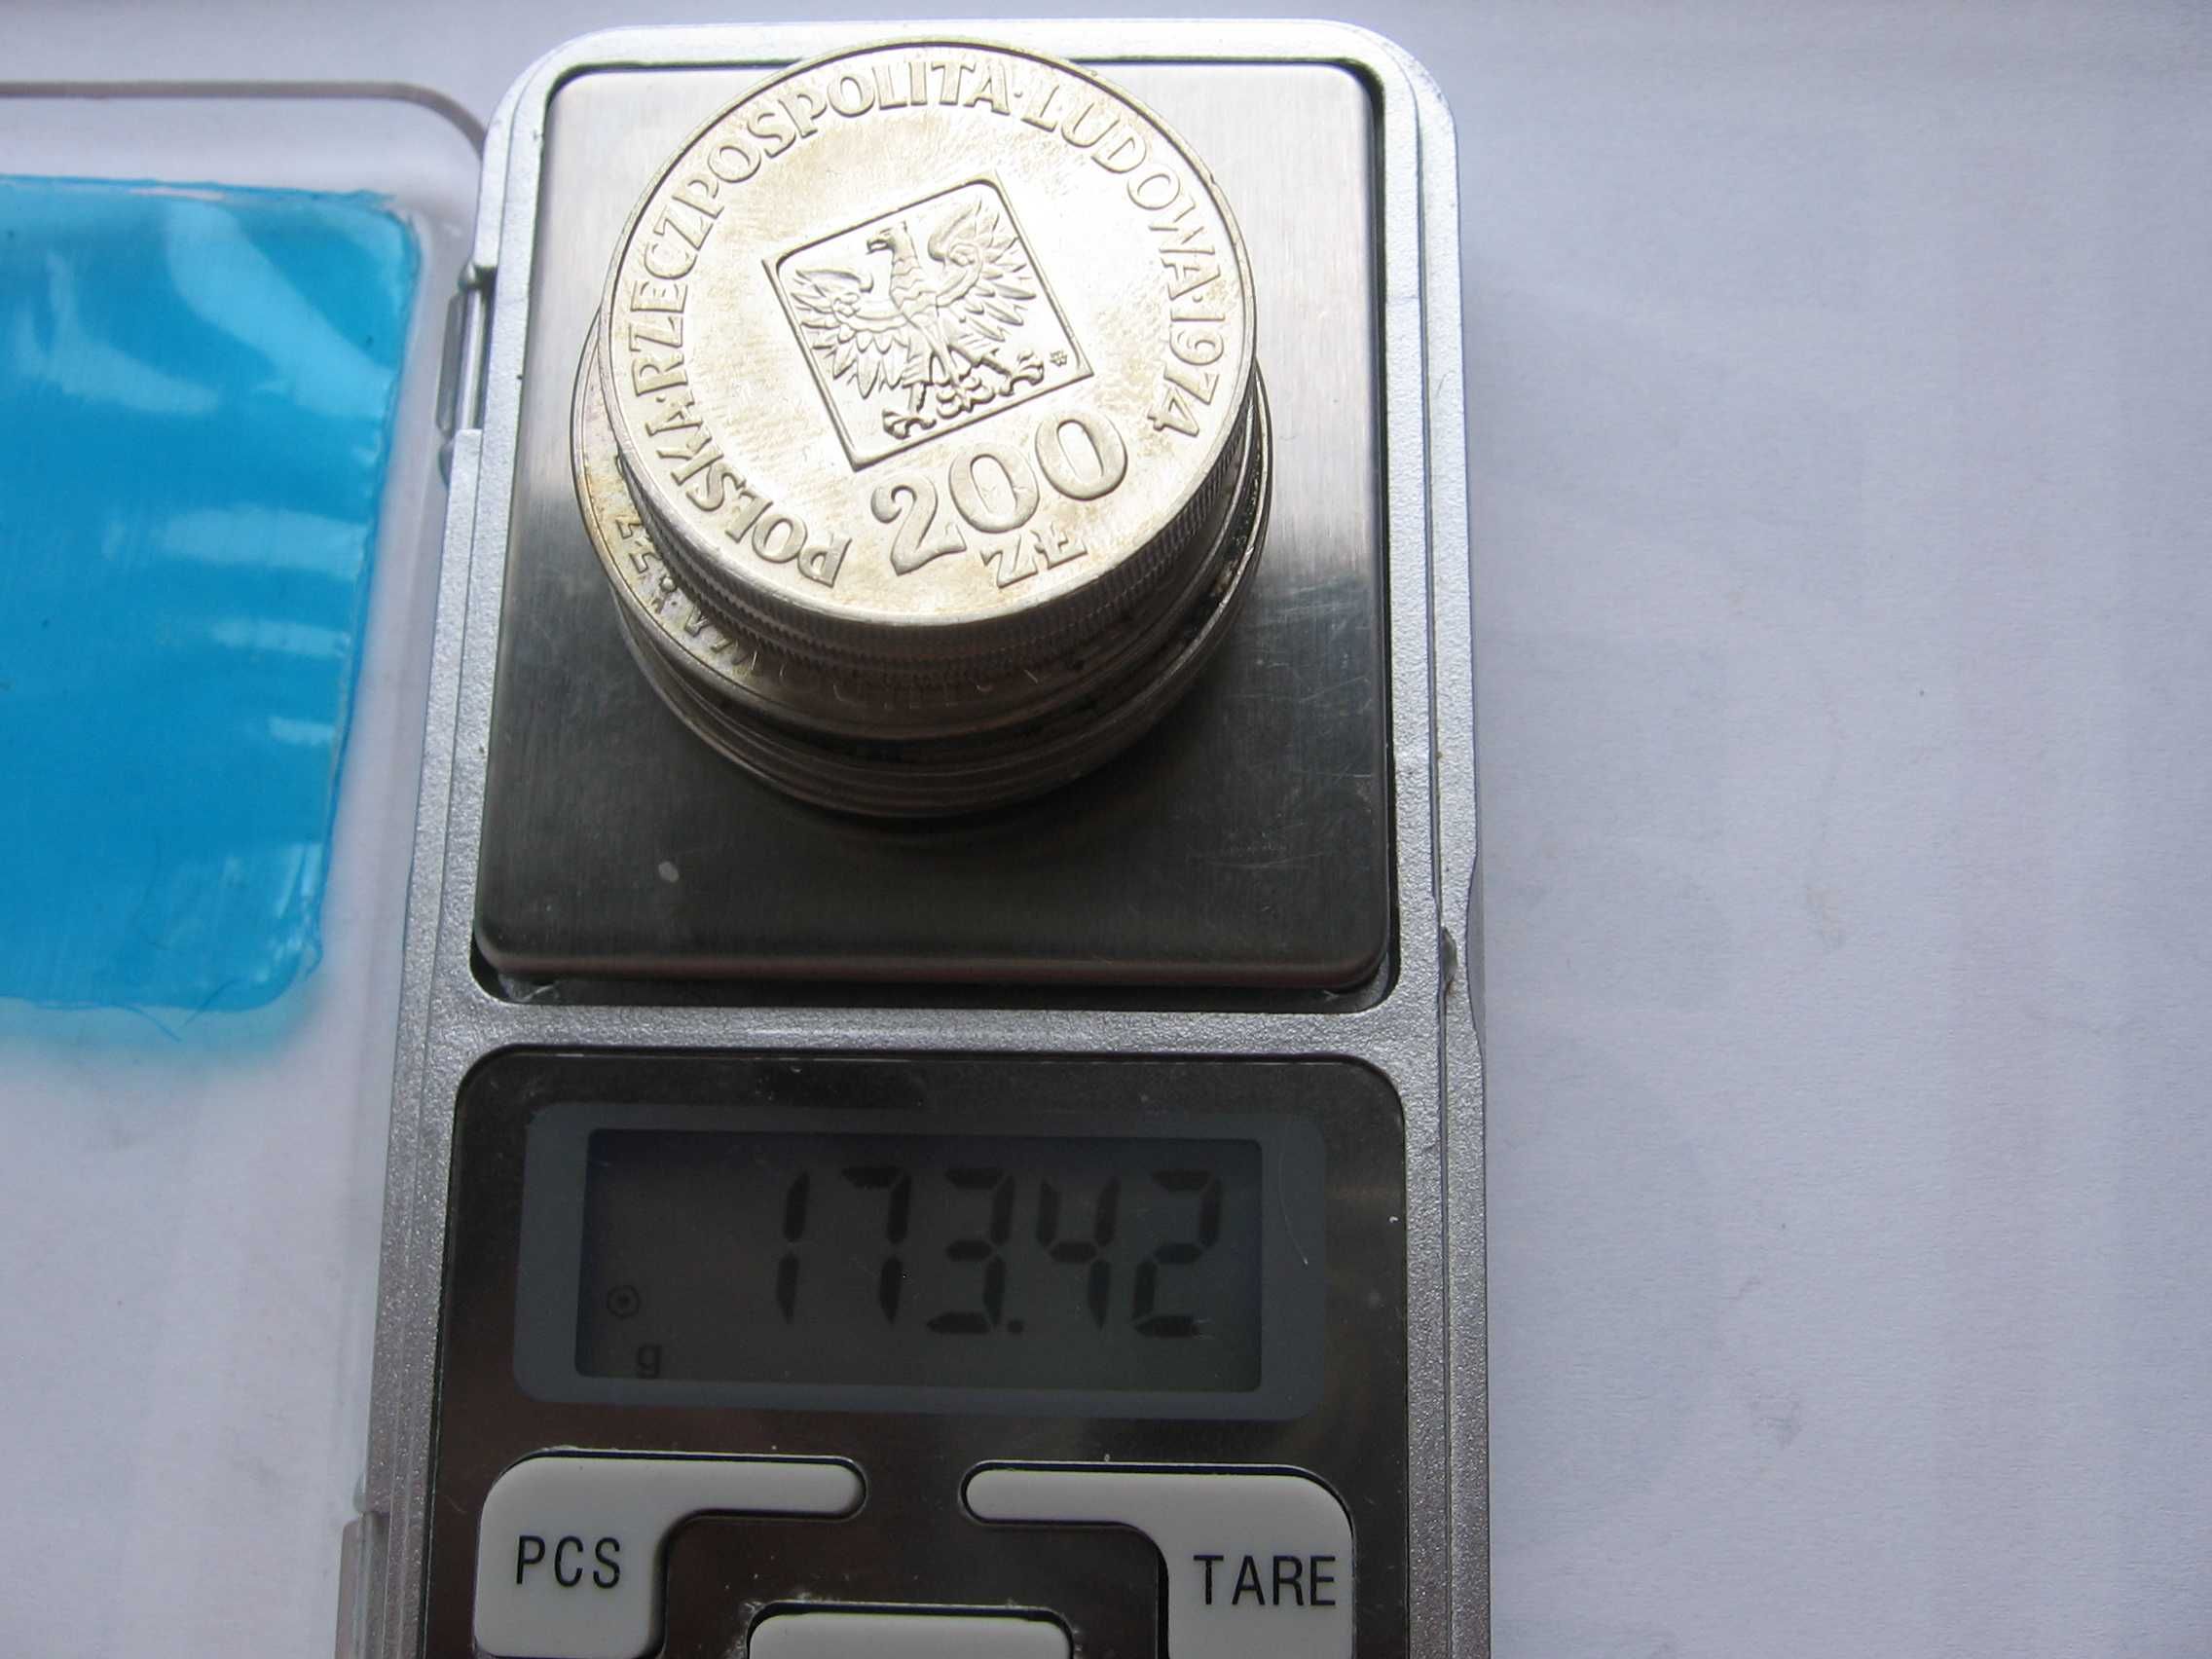 POLSKA·RZECZPOSPOLITA·LUDOWA·1974
200
ZŁ
173.42
g
PCS
TARE